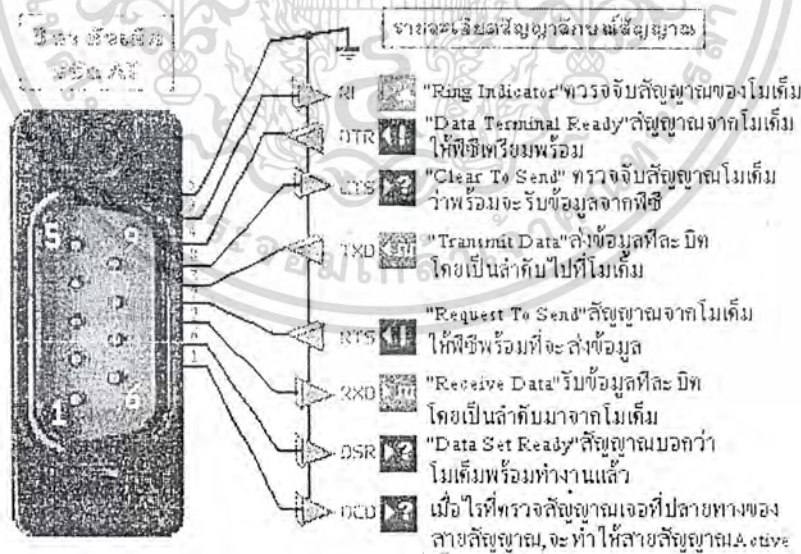 รายละเอียดสัญญาลักษณ์สัญญาณ
RI "Ring Indicator"ตรวจจับสัญญาณของโมเด็ม
DTR "Data Terminal Ready"สัญญาณจากโมเด็ม
ให้พีซีเตรียมพร้อม
CTS "Clear To Send" ตรวจจับสัญญาณโมเด็ม
ว่าพร้อมจะรับข้อมูลจากพีซี
TXD "Transmit Data"ส่งข้อมูลทีละ บิต
โดยเป็นลำดับไปที่โมเด็ม
RTS "Request To Send"สัญญาณจากโมเด็ม
ให้พีซีพร้อมที่จะส่งข้อมูล
RXD "Receive Data"รับข้อมูลทีละ บิต
โดยเป็นลำดับมาจากโมเด็ม
DSR "Data Set Ready"สัญญาณบอกว่า
โมเด็มพร้อมทำงานแล้ว
DCD เมื่อไรที่ตรวจสัญญาณเจอที่ปลายทางของ
สายสัญญาณ,จะทำให้สายสัญญาณActive
5 9
1 6